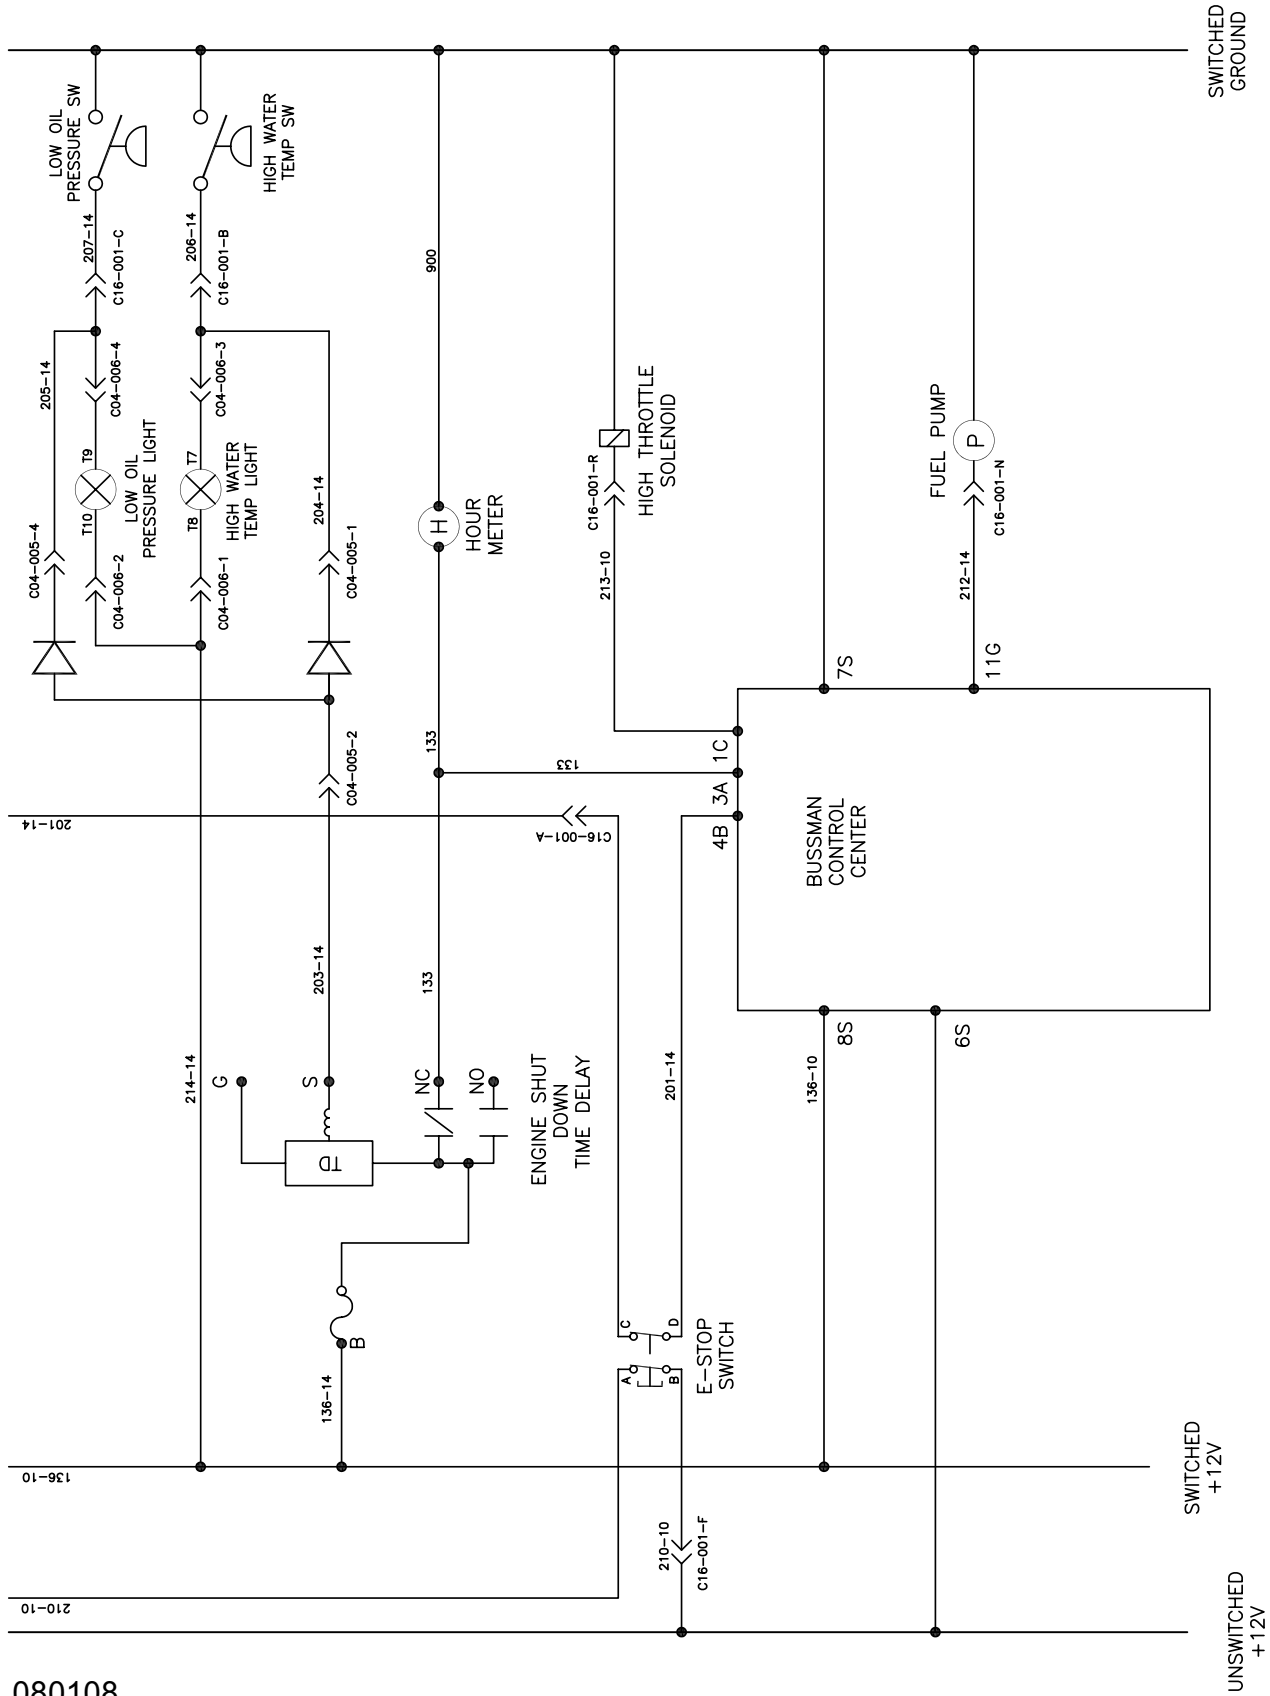 SWITCHED
GROUND
LOW OIL
PRESSURE SW
HIGH WATER
TEMP SW
207-14
C16-001-C
206-14
C16-001-B
900
205-14
C04-006-4
C04-006-3
T9
T10
LOW OIL
PRESSURE LIGHT
T7
T8
HIGH WATER
TEMP LIGHT
204-14
C04-005-4
C04-006-2
C04-006-1
C04-005-1
H
HOUR
METER
C16-001-R
HIGH THROTTLE
SOLENOID
213-10
FUEL PUMP
P
C16-001-N
212-14
7S
11G
1C
3A
4B
133
133
C04-005-2
201-14
C16-001-A
BUSSMAN
CONTROL
CENTER
203-14
133
214-14
G
S
NC
NO
TD
ENGINE SHUT
DOWN
TIME DELAY
201-14
136-10
8S
6S
B
136-14
C
D
A
B
E-STOP
SWITCH
136-10
SWITCHED
+12V
210-10
C16-001-F
210-10
UNSWITCHED
+12V
080108